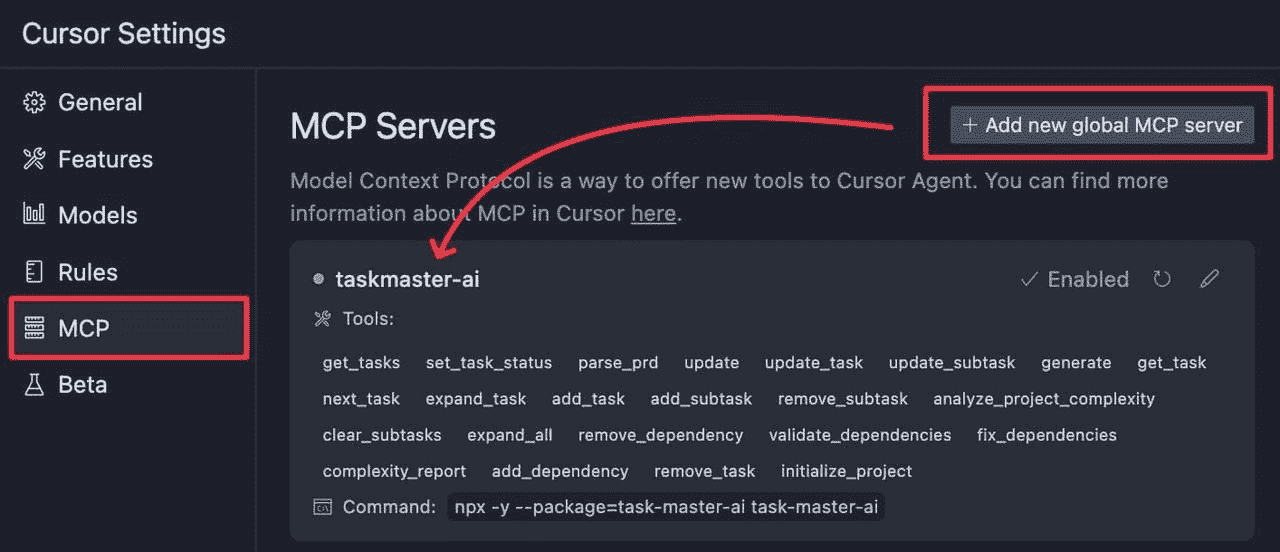 Cursor Settings
General
Features
Models
Rules
MCP
Beta
MCP Servers
+ Add new global MCP server
Model Context Protocol is a way to offer new tools to Cursor Agent. You can find more
information about MCP in Cursor here.
taskmaster-ai
Enabled
Tools:
get_tasks set_task_status parse_prd update update_task update_subtask generate get_task
next_task expand_task add_task add_subtask remove_subtask analyze_project_complexity
clear_subtasks expand_all remove_dependency validate_dependencies fix_dependencies
complexity_report add_dependency remove_task initialize_project
Command: npx -y --package=task-master-ai task-master-ai